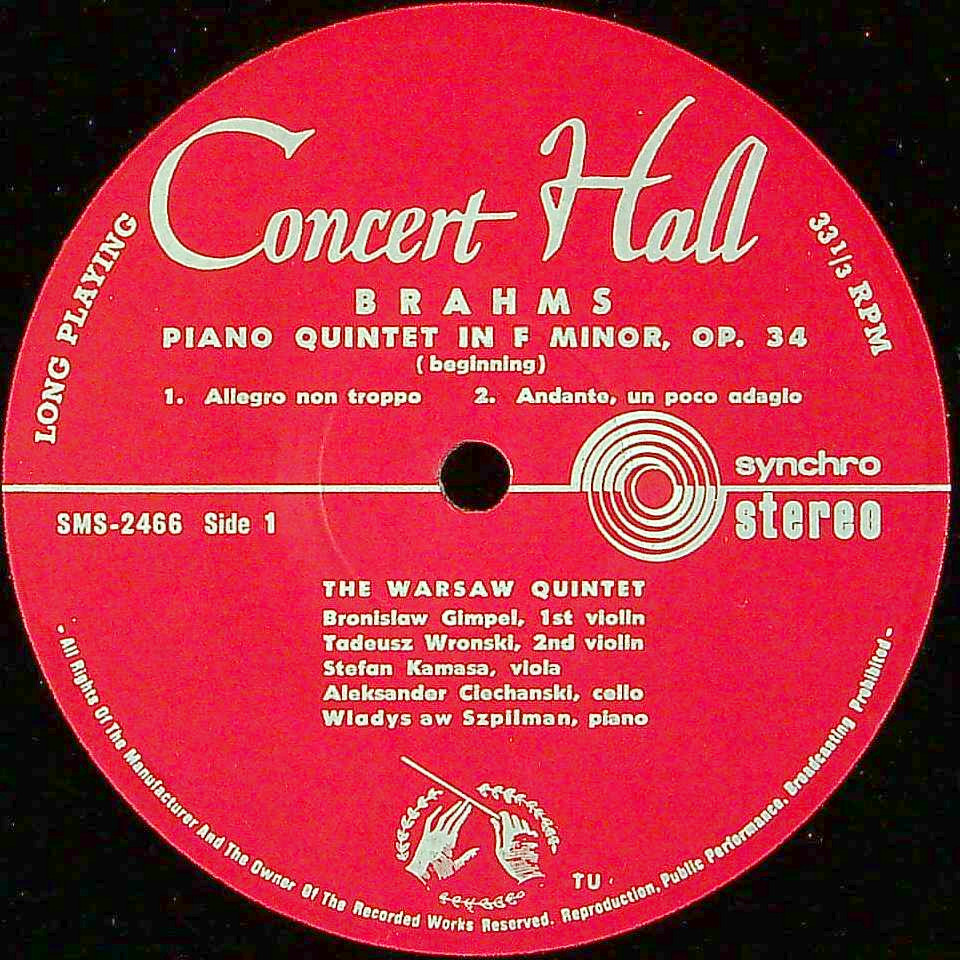 Concert Hall
LONG PLAYING
33 1/3 RPM
BRAHMS
PIANO QUINTET IN F MINOR, OP. 34
(beginning)
1. Allegro non troppo 2. Andante, un poco adagio
synchro
stereo
SMS-2466 Side 1
THE WARSAW QUINTET
Bronislaw Gimpel, 1st violin
Tadeusz Wronski, 2nd violin
Stefan Kamasa, viola
Aleksander Ciechanski, cello
Wladys aw Szpilman, piano
TU
- All Rights Of The Manufacturer And The Owner Of The Recorded Works Reserved. Reproduction, Public Performance, Broadcasting Prohibited -